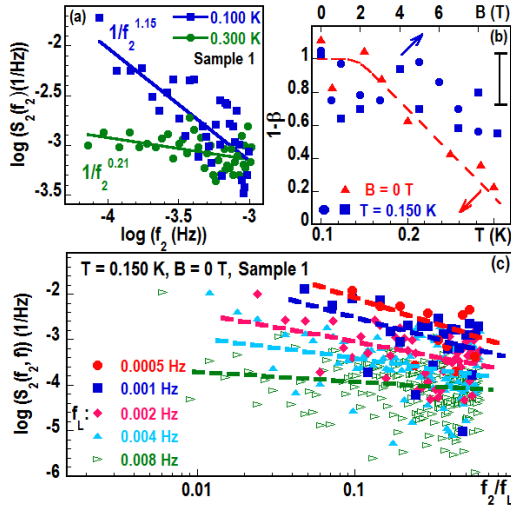 (a)
1/f₂^1.15
0.100 K
0.300 K
Sample 1
1/f₂^0.21
log (S₂(f₂)(1/Hz))
-2
-2.5
-3
-3.5
-4
-3.5
-3
log (f₂ (Hz))
0 2 4 6 8 B (T)
(b)
1-β
1.2
1
0.8
0.6
0.4
0.2
0
B = 0 T
T = 0.150 K
0.1 0.2 T (K)
T = 0.150 K, B = 0 T, Sample 1
(c)
log (S₂(f₂, f)) (1/Hz)
-2
-3
-4
-5
-6
f_L:
0.0005 Hz
0.001 Hz
0.002 Hz
0.004 Hz
0.008 Hz
0.01
0.1
f₂/f_L